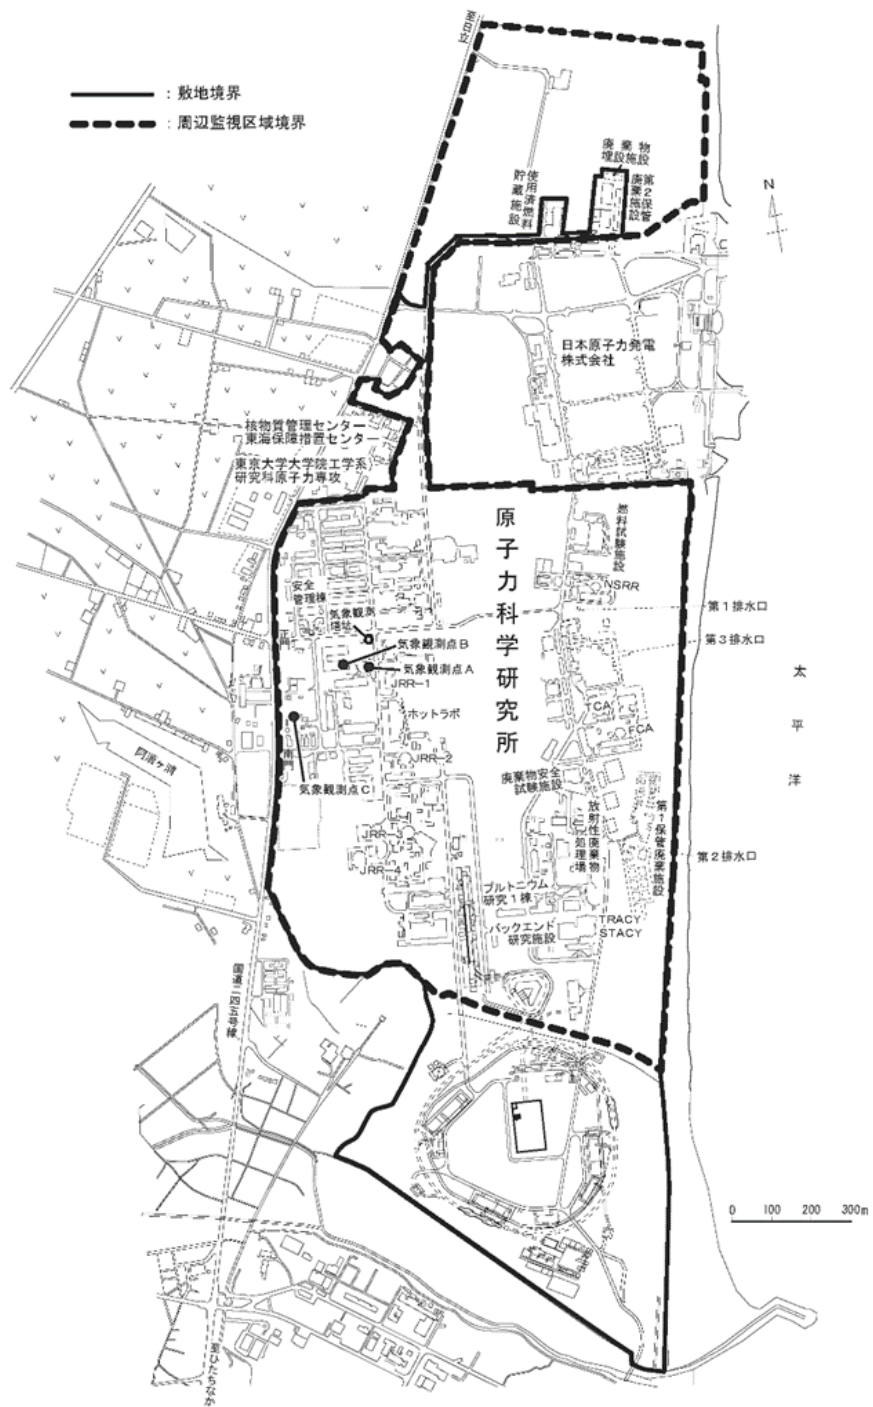 至日立
：敷地境界
：周辺監視区域境界
廃棄物
埋設施設
使用済燃料
貯蔵施設
第2保管
廃棄施設
N
日本原子力発電
株式会社
核物質管理センター
東海保障措置センター
東京大学大学院工学系
研究科原子力専攻
原子力科学研究所
燃料試験施設
安全
管理棟
NSRR
気象観測
塔址
第1排水口
正門
気象観測点B
第3排水口
気象観測点A
JRR-1
太平洋
TCA
ホットラボ
FCA
南門
JRR-2
阿漕ヶ浦
廃棄物安全
試験施設
気象観測点C
放射性廃棄物
処理場
第1保管廃棄施設
JRR-3
第2排水口
JRR-4
プルトニウム
研究1棟
TRACY
STACY
バックエンド
研究施設
国道二四五号線
0 100 200 300m
至ひたちなか